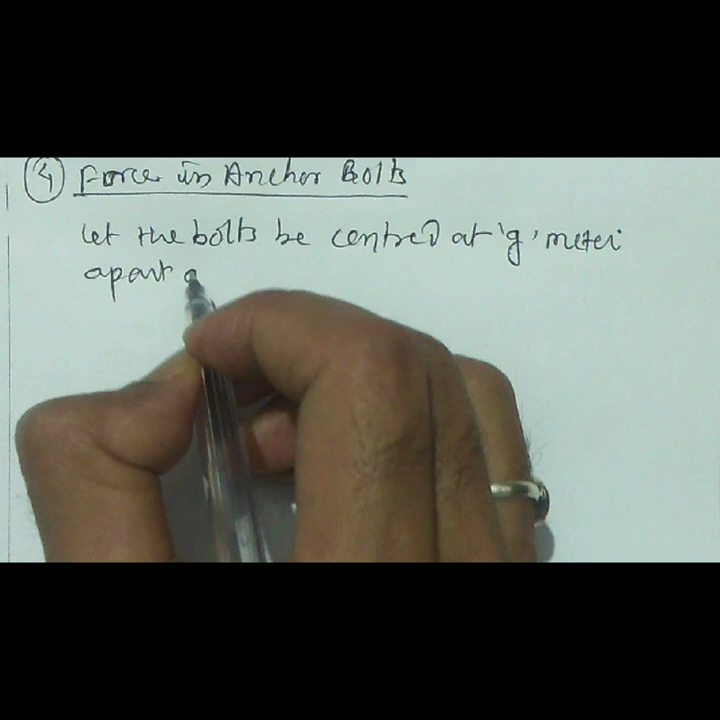 ④ Force in Anchor Bolts
Let the bolts be centred at 'g' meter
apart